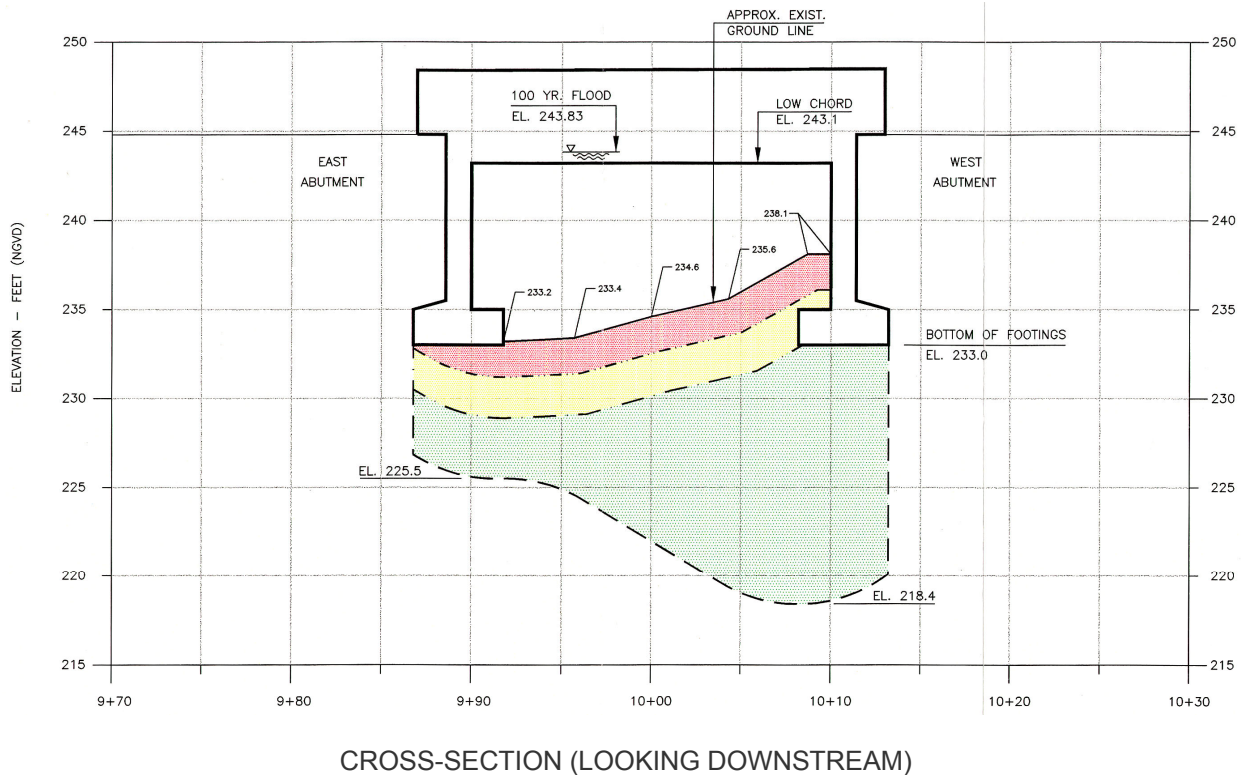 APPROX. EXIST.
GROUND LINE
250
250
100 YR. FLOOD
EL. 243.83
LOW CHORD
EL. 243.1
245
245
EAST
ABUTMENT
WEST
ABUTMENT
240
240
238.1
235.6
234.6
233.4
233.2
235
235
BOTTOM OF FOOTINGS
EL. 233.0
ELEVATION – FEET (NGVD)
230
230
EL. 225.5
225
225
220
220
EL. 218.4
215
215
9+70
9+80
9+90
10+00
10+10
10+20
10+30
CROSS-SECTION (LOOKING DOWNSTREAM)